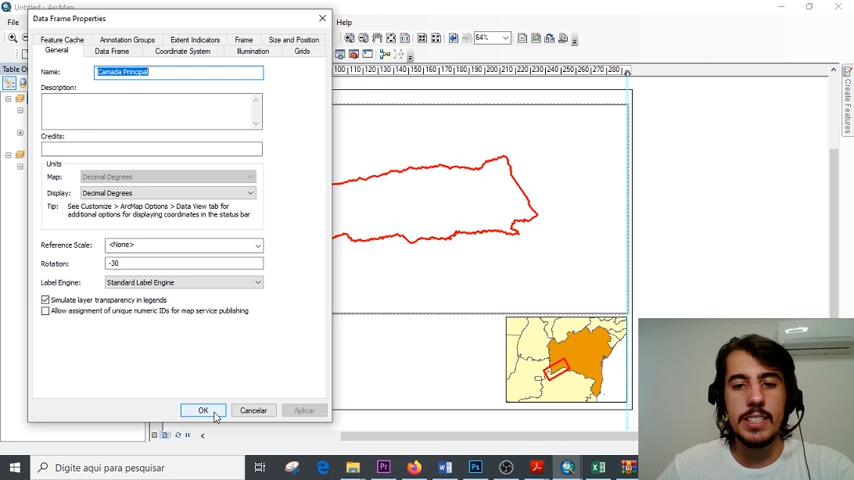 Untitled - ArcMap
Data Frame Properties
File
Help
Feature Cache
Annotation Groups
Extent Indicators
Frame
Size and Position
General
Data Frame
Coordinate System
Illumination
Grids
64%
Table O
Name:
Camada Principal
Description:
Credits:
Units
Map:
Decimal Degrees
Display:
Decimal Degrees
Tip:
See Customize > ArcMap Options > Data View tab for
additional options for displaying coordinates in the status
bar
Reference Scale:
<None>
Rotation:
-30
Label Engine:
Standard Label Engine
Simulate layer transparency in legends
Allow assignment of unique numeric IDs for map service publishing
OK
Cancelar
Aplicar
100 110 120 130 140 150 160 170 180 190 200 210 220 230 240 250 260 270 280
Create Features
Digite aqui para pesquisar
Pr
Ps